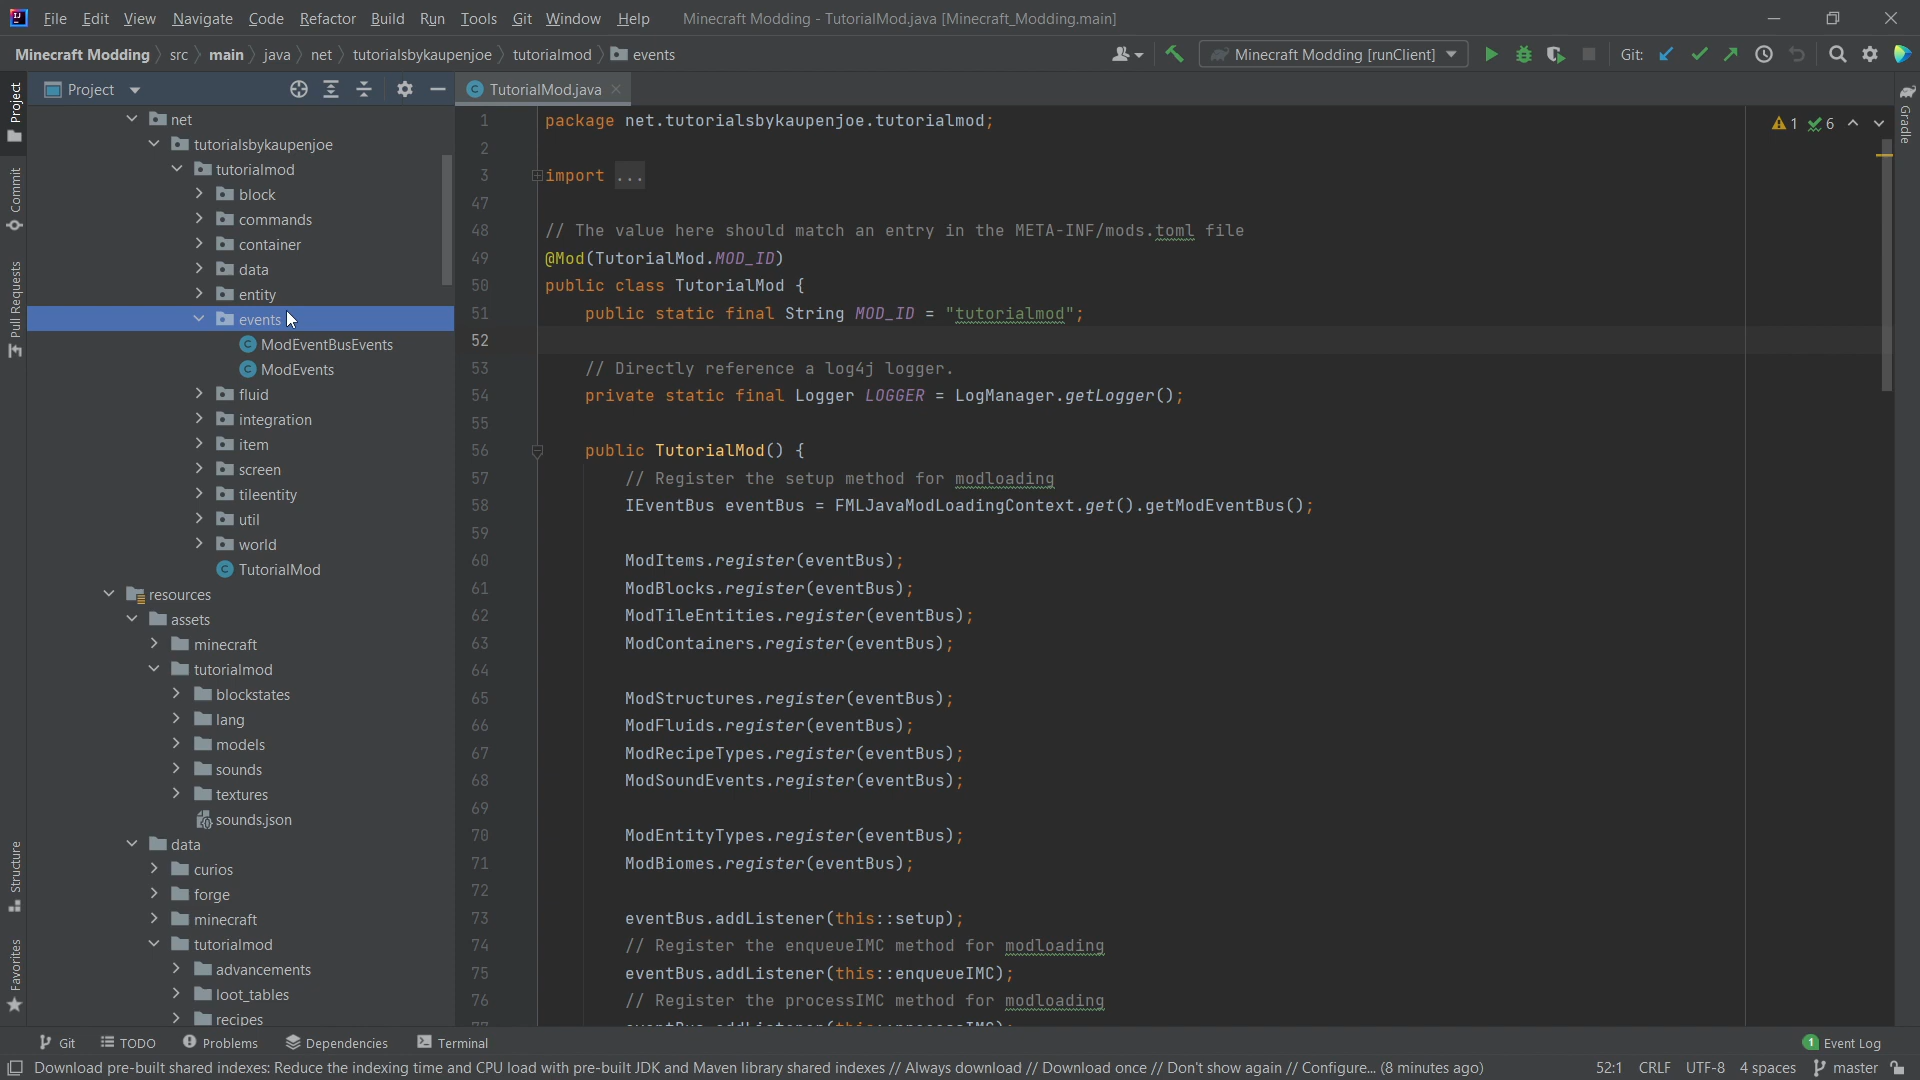 File Edit View Navigate Code Refactor Build Run Tools Git Window Help Minecraft Modding - TutorialMod.java [Minecraft_Modding.main]
Minecraft Modding src main java net tutorialsbykaupenjoe tutorialmod events Minecraft Modding [runClient] Git:
Project TutorialMod.java
Project
Commit
Pull Requests
Structure
Favorites
net
tutorialsbykaupenjoe
tutorialmod
block
commands
container
data
entity
events
ModEventBusEvents
ModEvents
fluid
integration
item
screen
tileentity
util
world
TutorialMod
resources
assets
minecraft
tutorialmod
blockstates
lang
models
sounds
textures
sounds.json
data
curios
forge
minecraft
tutorialmod
advancements
loot_tables
recipes
1 package net.tutorialsbykaupenjoe.tutorialmod;
2
3 import ...
47
48 // The value here should match an entry in the META-INF/mods.toml file
49 @Mod(TutorialMod.MOD_ID)
50 public class TutorialMod {
51 public static final String MOD_ID = "tutorialmod";
52
53 // Directly reference a log4j logger.
54 private static final Logger LOGGER = LogManager.getLogger();
55
56 public TutorialMod() {
57 // Register the setup method for modloading
58 IEventBus eventBus = FMLJavaModLoadingContext.get().getModEventBus();
59
60 ModItems.register(eventBus);
61 ModBlocks.register(eventBus);
62 ModTileEntities.register(eventBus);
63 ModContainers.register(eventBus);
64
65 ModStructures.register(eventBus);
66 ModFluids.register(eventBus);
67 ModRecipeTypes.register(eventBus);
68 ModSoundEvents.register(eventBus);
69
70 ModEntityTypes.register(eventBus);
71 ModBiomes.register(eventBus);
72
73 eventBus.addListener(this::setup);
74 // Register the enqueueIMC method for modloading
75 eventBus.addListener(this::enqueueIMC);
76 // Register the processIMC method for modloading
1 6
Gradle
Git TODO Problems Dependencies Terminal 1 Event Log
Download pre-built shared indexes: Reduce the indexing time and CPU load with pre-built JDK and Maven library shared indexes // Always download // Download once // Don't show again // Configure... (8 minutes ago) 52:1 CRLF UTF-8 4 spaces master